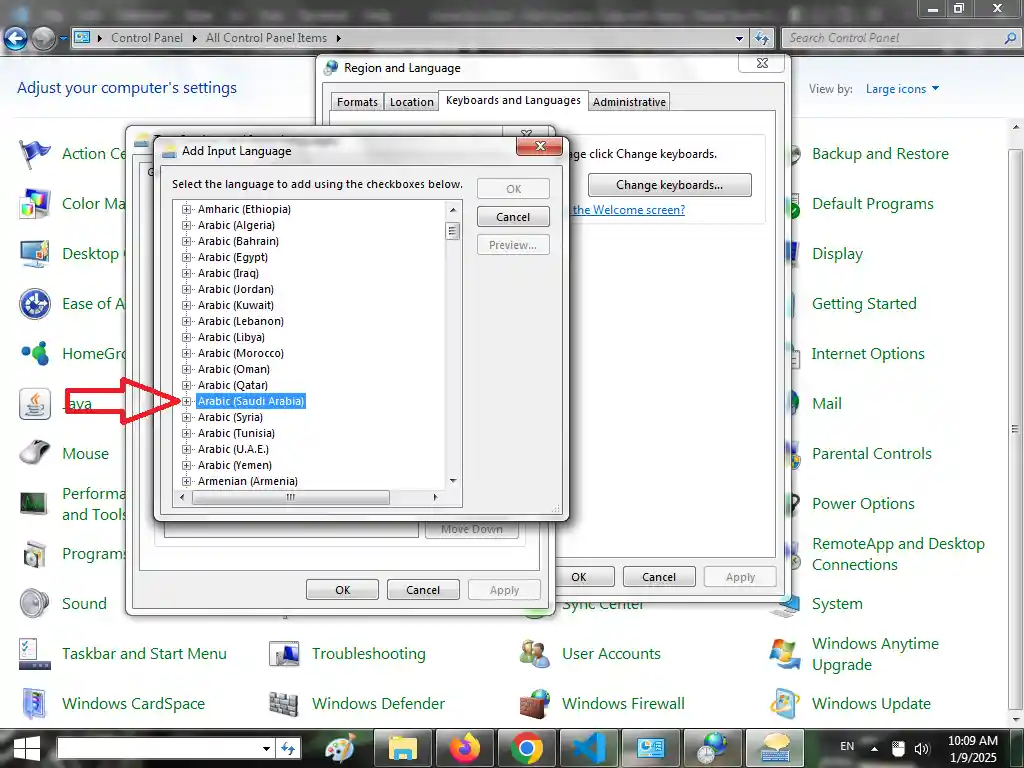 Control Panel
All Control Panel Items
Search Control Panel
Adjust your computer's settings
View by:
Large icons
Region and Language
Formats
Location
Keyboards and Languages
Administrative
click Change keyboards.
Change keyboards...
the Welcome screen?
OK
Cancel
Apply
Add Input Language
Select the language to add using the checkboxes below.
Amharic (Ethiopia)
Arabic (Algeria)
Arabic (Bahrain)
Arabic (Egypt)
Arabic (Iraq)
Arabic (Jordan)
Arabic (Kuwait)
Arabic (Lebanon)
Arabic (Libya)
Arabic (Morocco)
Arabic (Oman)
Arabic (Qatar)
Arabic (Saudi Arabia)
Arabic (Syria)
Arabic (Tunisia)
Arabic (U.A.E.)
Arabic (Yemen)
Armenian (Armenia)
OK
Cancel
Preview...
Move Down
OK
Cancel
Apply
Action
Color
Desktop
Ease of
Java
Mouse
and Tools
Sound
Taskbar and Start Menu
Windows CardSpace
Troubleshooting
Windows Defender
Sync Center
User Accounts
Windows Firewall
Backup and Restore
Default Programs
Display
Getting Started
Internet Options
Mail
Parental Controls
Power Options
RemoteApp and Desktop
Connections
System
Windows Anytime
Upgrade
Windows Update
EN
10:09 AM
1/9/2025